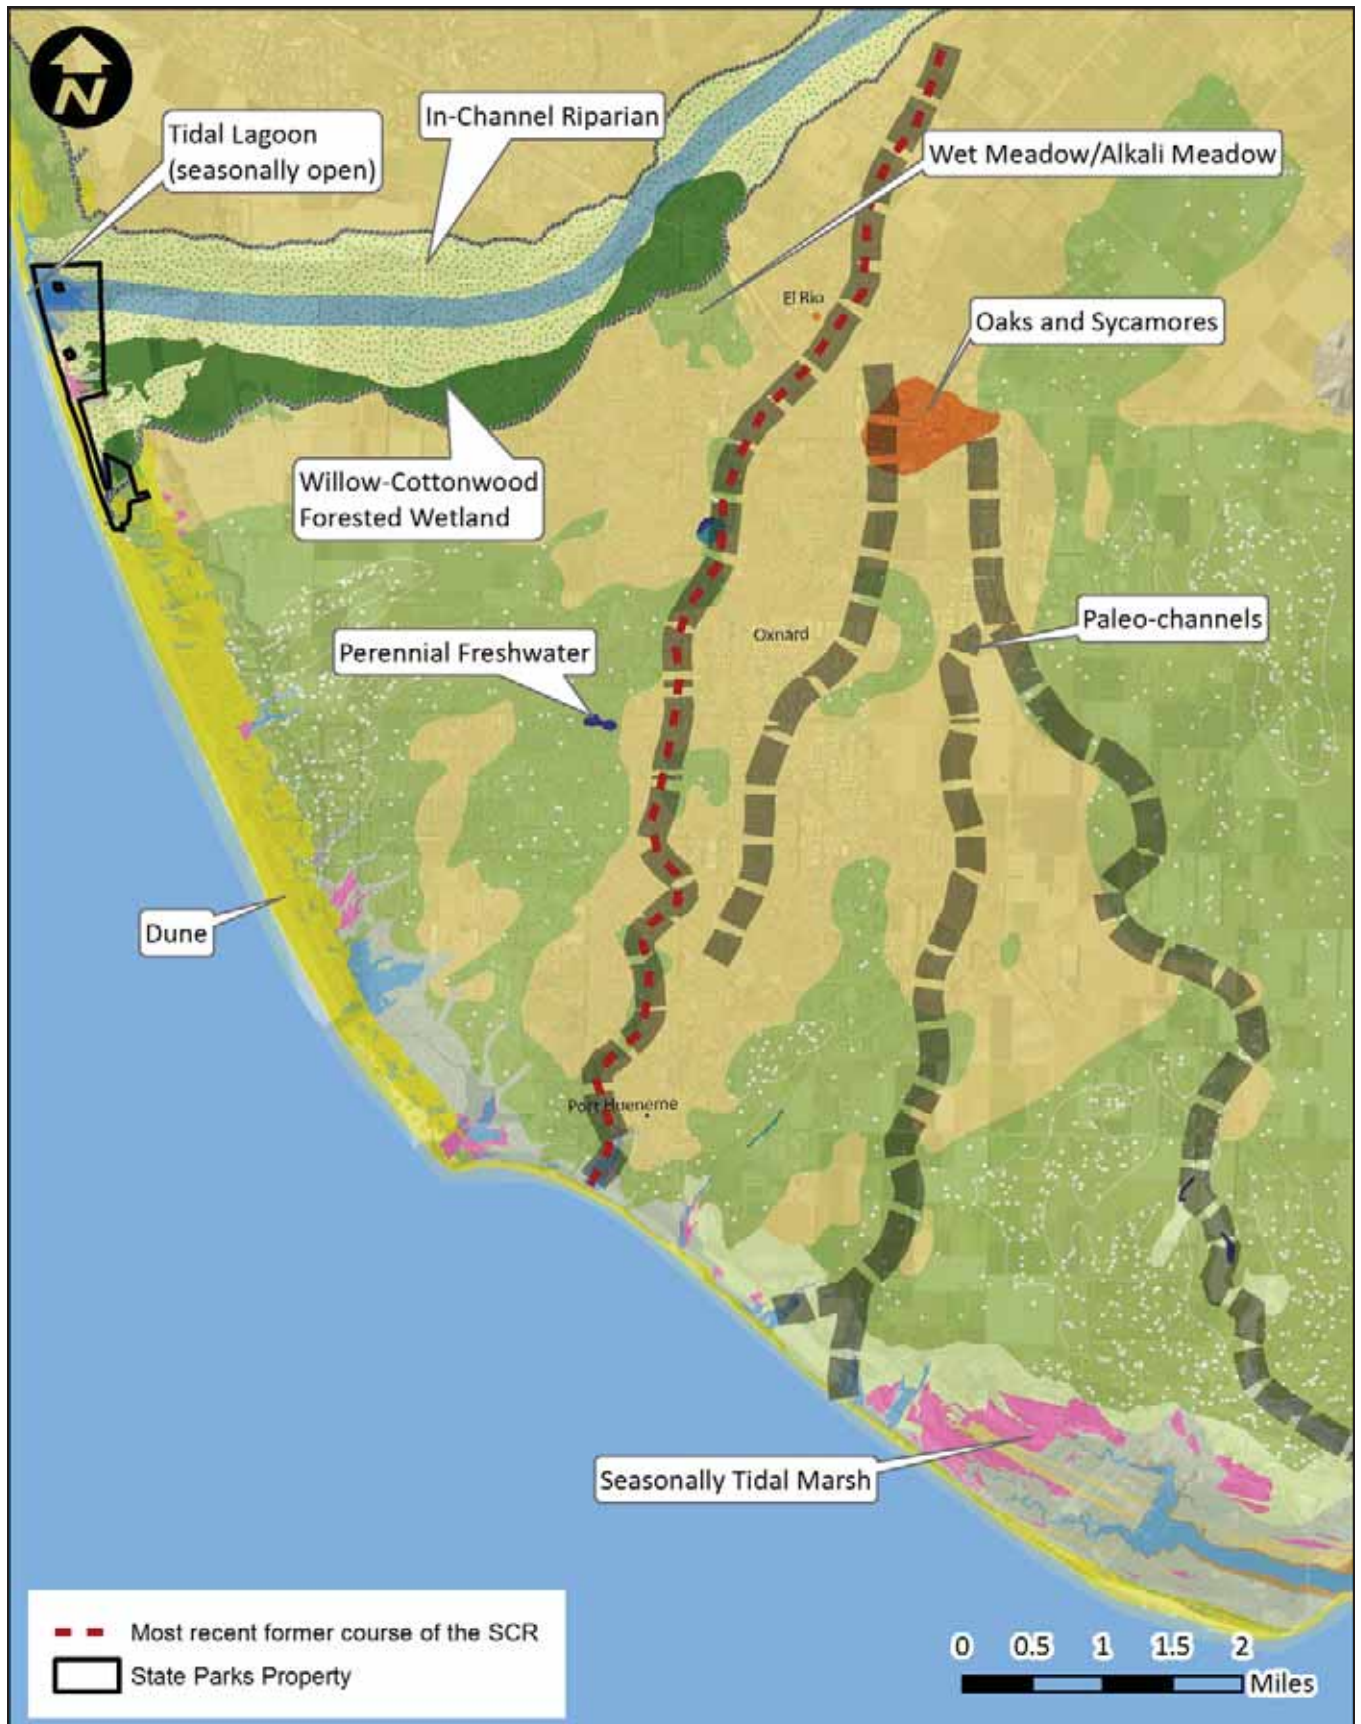 N
Tidal Lagoon
(seasonally open)
In-Channel Riparian
Wet Meadow/Alkali Meadow
El Rio
Oaks and Sycamores
Willow-Cottonwood
Forested Wetland
Oxnard
Paleo-channels
Perennial Freshwater
Dune
Port Hueneme
Seasonally Tidal Marsh
Most recent former course of the SCR
State Parks Property
0 0.5 1 1.5 2
Miles